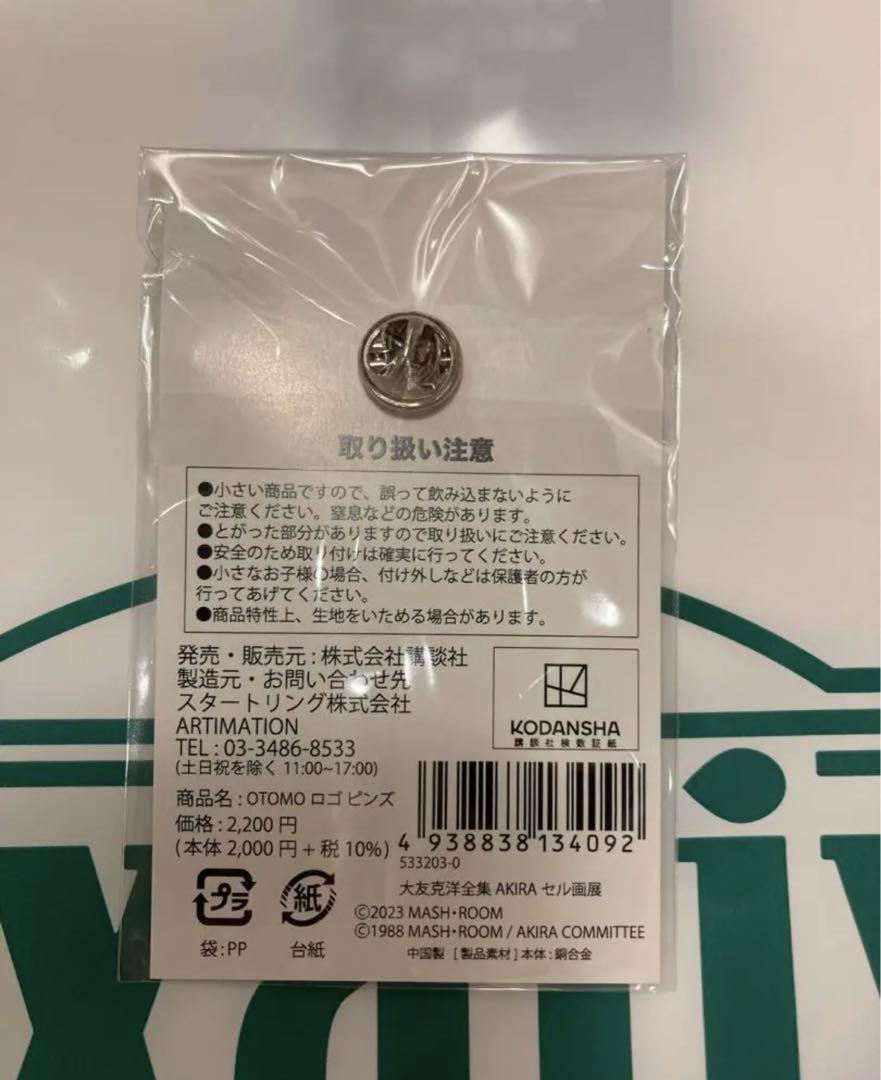 取り扱い注意
●小さい商品ですので、誤って飲み込まないように
ご注意ください。窒息などの危険があります。
●とがった部分がありますので取り扱いにご注意ください。
●安全のため取り付けは確実に行ってください。
●小さなお子様の場合、付け外しなどは保護者の方が
行ってあげてください。
●商品特性上、生地をいためる場合があります。
発売・販売元:株式会社講談社
製造元・お問い合わせ先
スタートリング株式会社
ARTIMATION
TEL:03-3486-8533
(土日祝を除く 11:00~17:00)
KODANSHA
講談社検数証紙
商品名:OTOMO ロゴ ピンズ
価格:2,200 円
(本体 2,000 円+税 10%)
4 938838 134092
533203-0
大友克洋全集 AKIRA セル画展
©2023 MASH・ROOM
©1988 MASH・ROOM / AKIRA COMMITTEE
中国製 [製品素材]本体:銅合金
プラ
袋:PP
紙
台紙